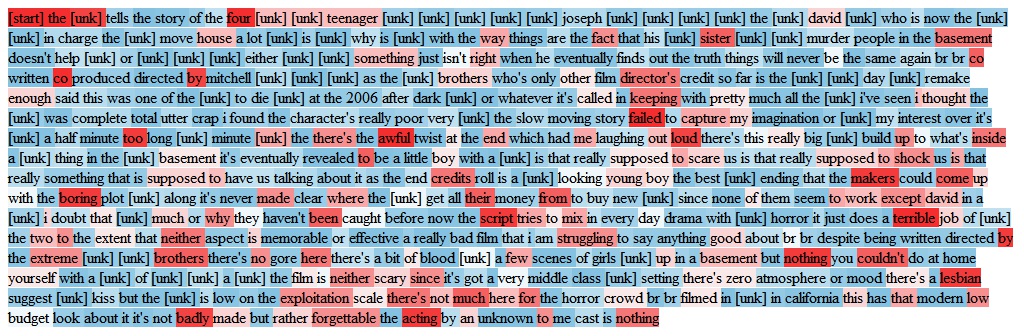 [start] the [unk] tells the story of the four [unk] [unk] teenager [unk] [unk] [unk] [unk] [unk] joseph [unk] [unk] [unk] [unk] the [unk] david [unk] who is now the [unk]
[unk] in charge the [unk] move house a lot [unk] is [unk] why is [unk] with the way things are the fact that his [unk] sister [unk] [unk] murder people in the basement
doesn't help [unk] or [unk] [unk] [unk] either [unk] [unk] something just isn't right when he eventually finds out the truth things will never be the same again br br co
written co produced directed by mitchell [unk] [unk] [unk] as the [unk] brothers who's only other film director's credit so far is the [unk] [unk] day [unk] remake
enough said this was one of the [unk] to die [unk] at the 2006 after dark [unk] or whatever it's called in keeping with pretty much all the [unk] i've seen i thought the
[unk] was complete total utter crap i found the character's really poor very [unk] the slow moving story failed to capture my imagination or [unk] my interest over it's
[unk] a half minute too long [unk] minute [unk] the there's the awful twist at the end which had me laughing out loud there's this really big [unk] build up to what's inside
a [unk] thing in the [unk] basement it's eventually revealed to be a little boy with a [unk] is that really supposed to scare us is that really supposed to shock us is that
really something that is supposed to have us talking about it as the end credits roll is a [unk] looking young boy the best [unk] ending that the makers could come up
with the boring plot [unk] along it's never made clear where the [unk] get all their money from to buy new [unk] since none of them seem to work except david in a
[unk] i doubt that [unk] much or why they haven't been caught before now the script tries to mix in every day drama with [unk] horror it just does a terrible job of [unk]
the two to the extent that neither aspect is memorable or effective a really bad film that i am struggling to say anything good about br br despite being written directed by
the extreme [unk] [unk] brothers there's no gore here there's a bit of blood [unk] a few scenes of girls [unk] up in a basement but nothing you couldn't do at home
yourself with a [unk] of [unk] [unk] a [unk] the film is neither scary since it's got a very middle class [unk] setting there's zero atmosphere or mood there's a lesbian
suggest [unk] kiss but the [unk] is low on the exploitation scale there's not much here for the horror crowd br br filmed in [unk] in california this has that modern low
budget look about it it's not badly made but rather forgettable the acting by an unknown to me cast is nothing